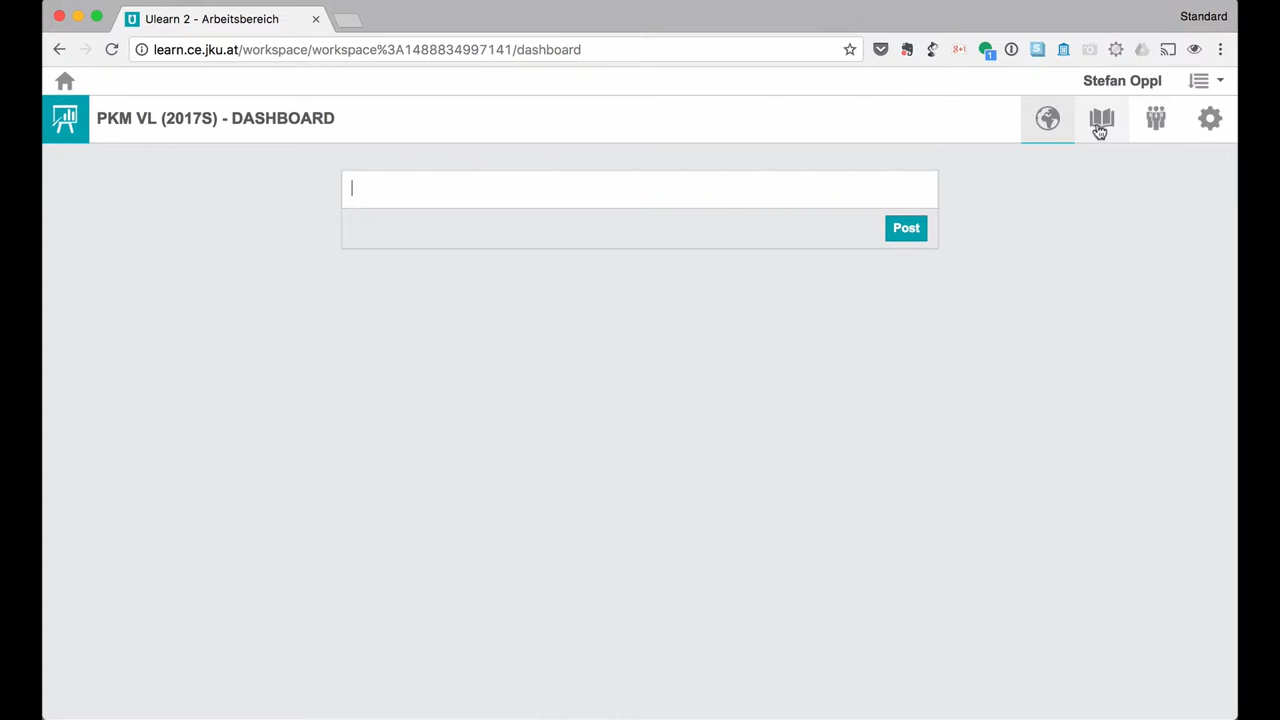 Ulearn 2 - Arbeitsbereich
Standard
learn.ce.jku.at/workspace/workspace%3A1488834997141/dashboard
1
Stefan Oppl
PKM VL (2017S) - DASHBOARD
Post